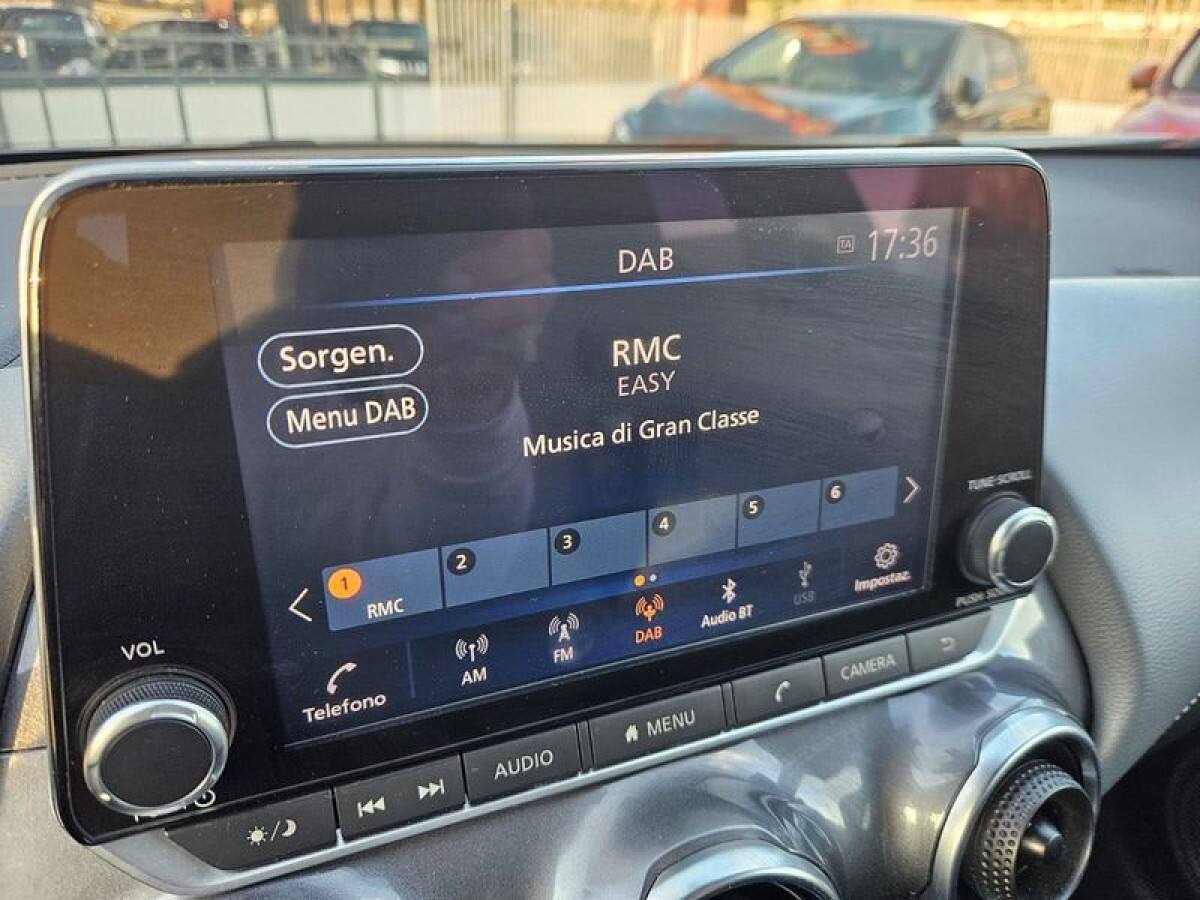 DAB
TA 17:36
Sorgen.
RMC
EASY
Menu DAB
Musica di Gran Classe
1 2 3 4 5 6
RMC
Telefono AM FM DAB Audio BT USB Impostaz.
VOL
TUNE·SCROLL
AUDIO MENU CAMERA